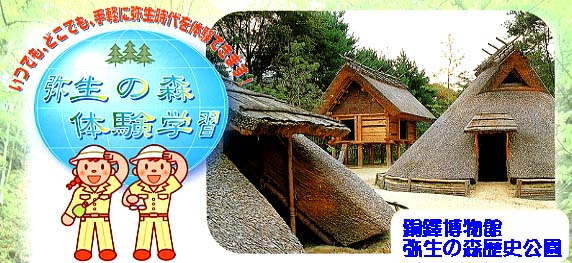 いつでも、どこでも、手軽に弥生時代を体験できます
弥生の森
体験学習
銅鐸博物館
弥生の森歴史公園